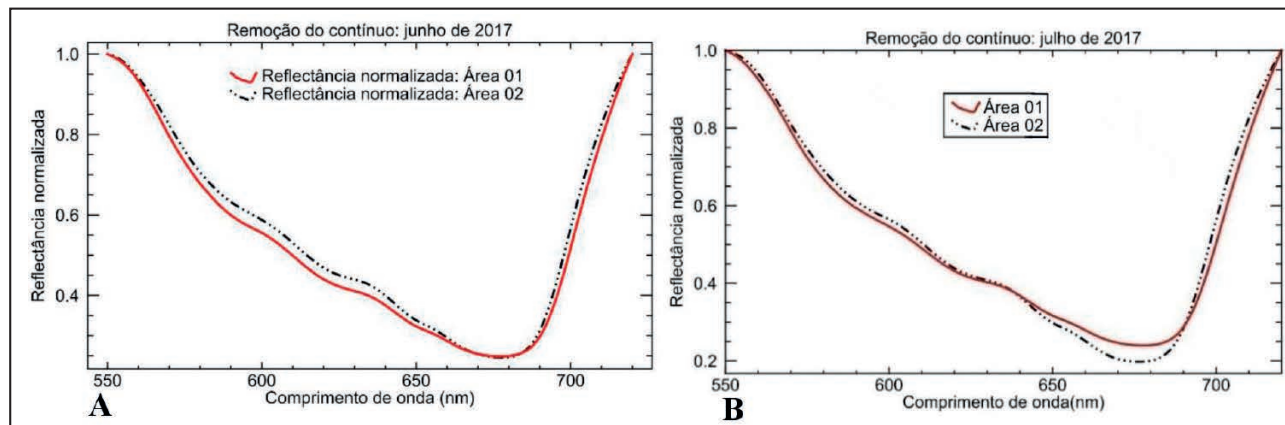 Remoção do contínuo: junho de 2017
Reflectância normalizada: Área 01
Reflectância normalizada: Área 02
1.0
0.8
0.6
0.4
Reflectância normalizada
550
600
650
700
Comprimento de onda (nm)
A
Remoção do contínuo: julho de 2017
Área 01
Área 02
1.0
0.8
0.6
0.4
0.2
Reflectância normalizada
550
600
650
700
Comprimento de onda(nm)
B